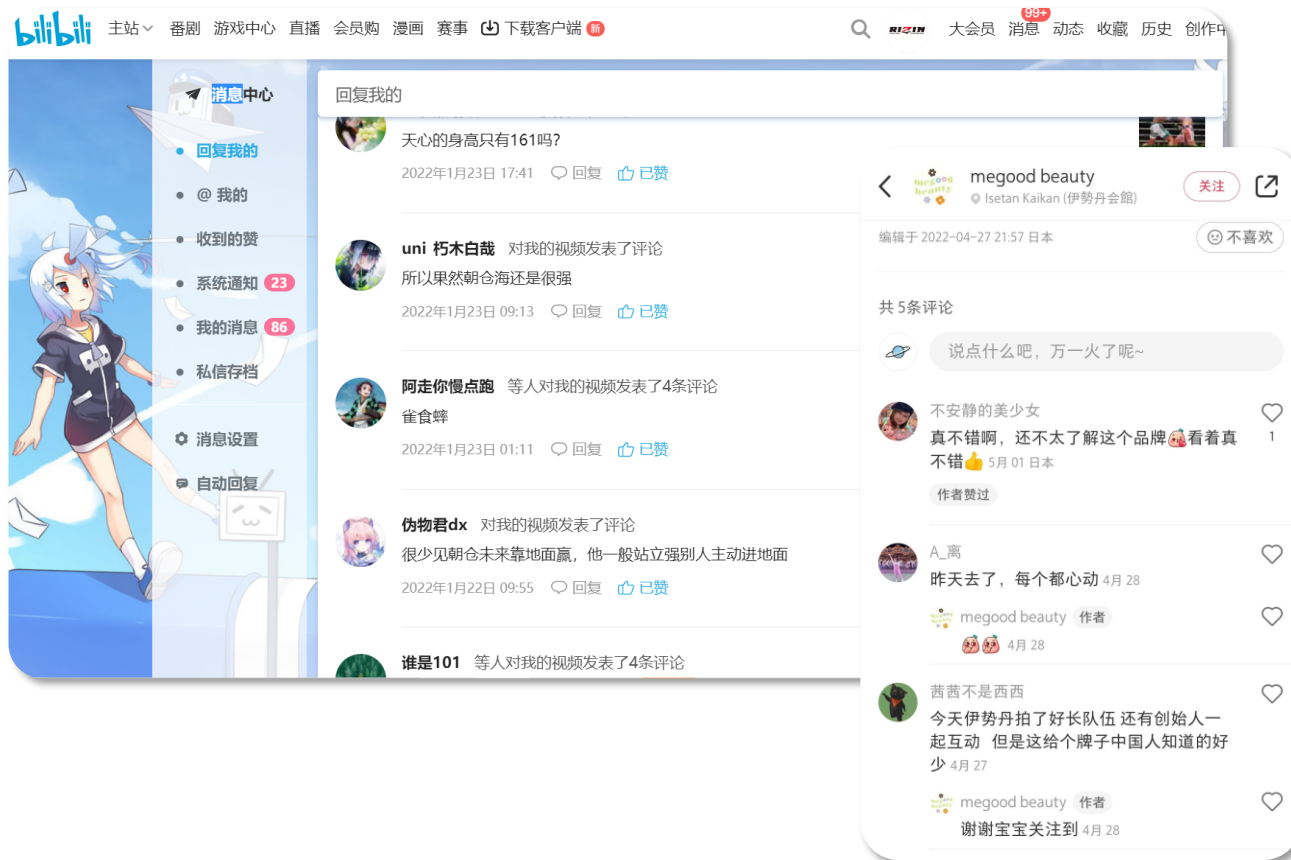 bilibili 主站 番剧 游戏中心 直播 会员购 漫画 赛事 下载客户端 新
RIZIN 大会员 消息 99+ 动态 收藏 历史 创作中
消息中心
回复我的
@ 我的
收到的赞
系统通知 23
我的消息 86
私信存档
消息设置
自动回复
回复我的
天心的身高只有161吗?
2022年1月23日 17:41 回复 已赞
uni 朽木白哉 对我的视频发表了评论
所以果然朝仓海还是很强
2022年1月23日 09:13 回复 已赞
阿走你慢点跑 等人对我的视频发表了4条评论
雀食蟀
2022年1月23日 01:11 回复 已赞
伪物君dx 对我的视频发表了评论
很少见朝仓未来靠地面赢，他一般站立强别人主动进地面
2022年1月22日 09:55 回复 已赞
谁是101 等人对我的视频发表了4条评论
megood beauty
megood beauty
Isetan Kaikan (伊勢丹会館)
关注
编辑于 2022-04-27 21:57 日本
不喜欢
共 5条评论
说点什么吧，万一火了呢~
不安静的美少女
真不错啊，还不太了解这个品牌看着真
不错👍 5月 01 日本
1
作者赞过
A_离
昨天去了，每个都心动 4月 28
megood beauty 作者
4月 28
茜茜不是西西
今天伊势丹拍了好长队伍 还有创始人一
起互动 但是这给个牌子中国人知道的好
少 4月 27
megood beauty 作者
谢谢宝宝关注到 4月 28